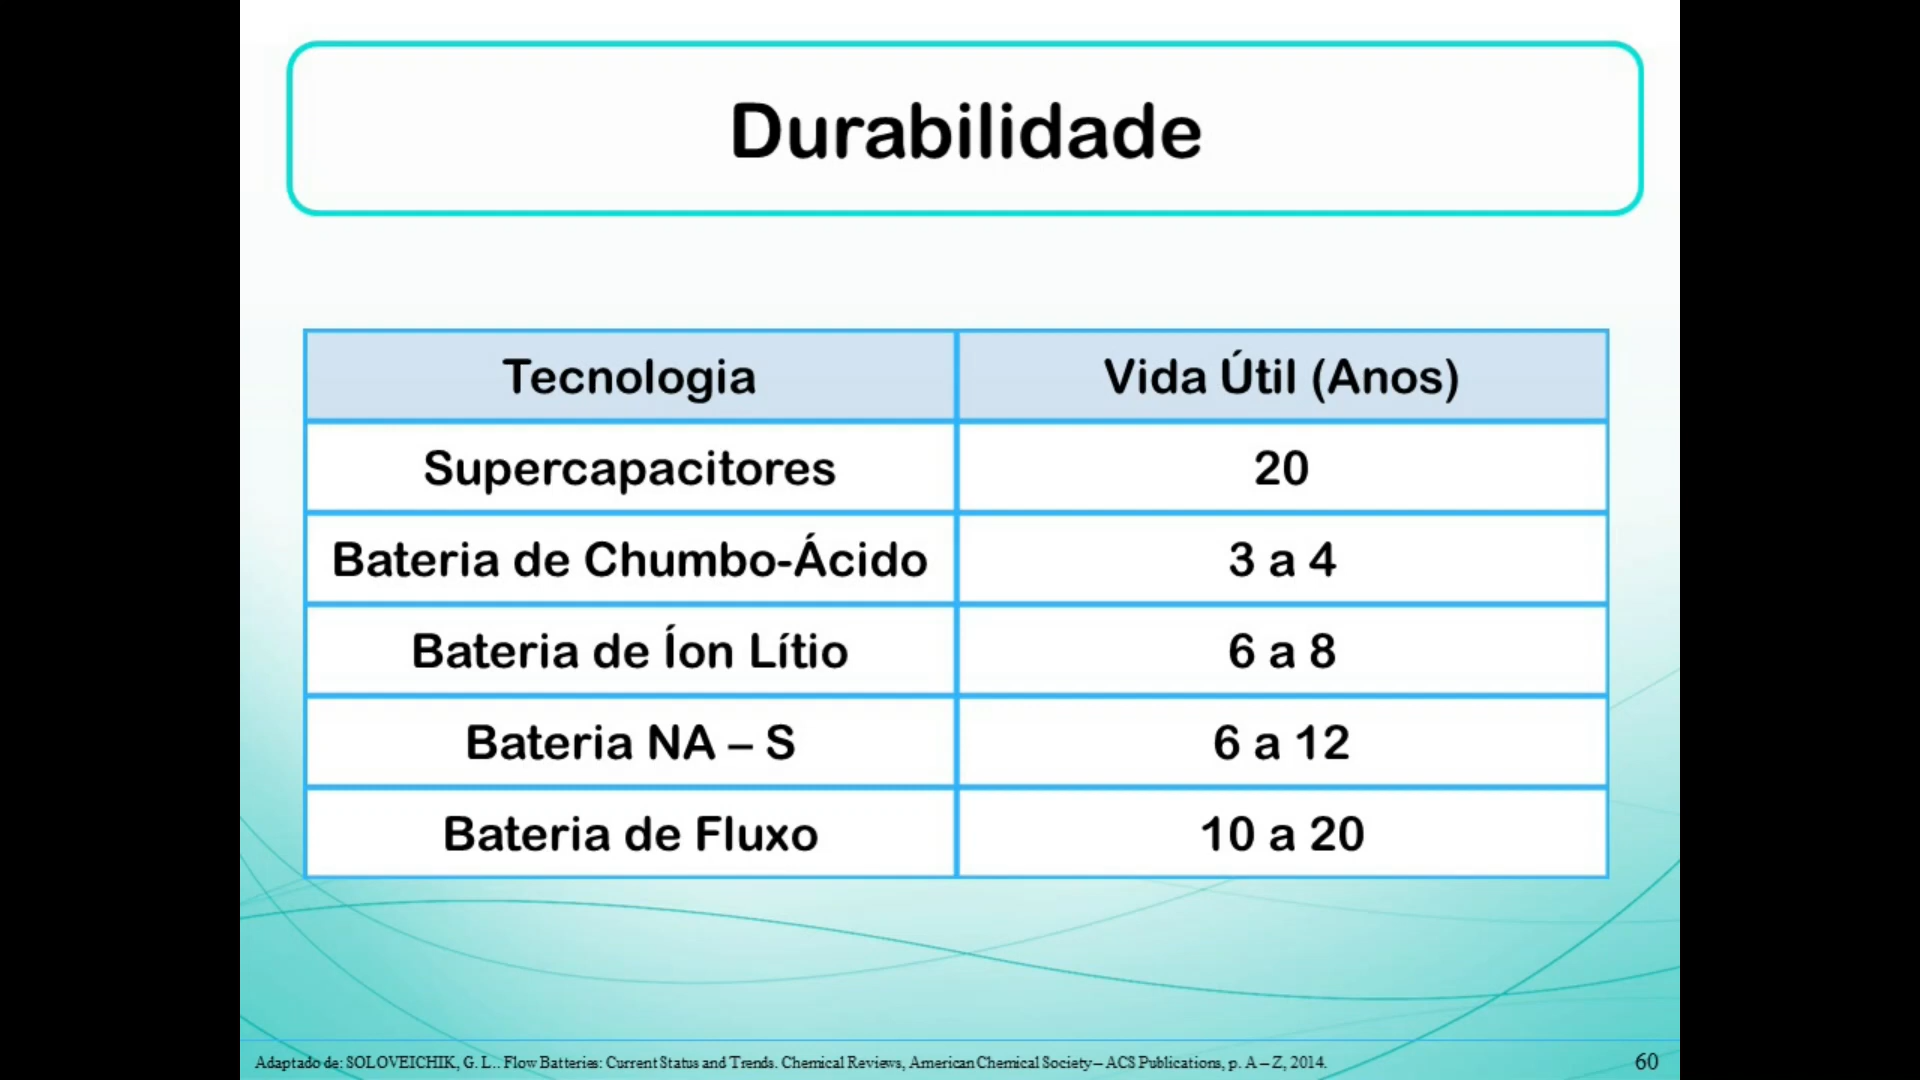 Durabilidade
Tecnologia Vida Útil (Anos)
Supercapacitores 20
Bateria de Chumbo-Ácido 3 a 4
Bateria de Íon Lítio 6 a 8
Bateria NA – S 6 a 12
Bateria de Fluxo 10 a 20
Adaptado de: SOLOVEICHIK, G. L.. Flow Batteries: Current Status and Trends. Chemical Reviews, American Chemical Society – ACS Publications, p. A – Z, 2014. 60